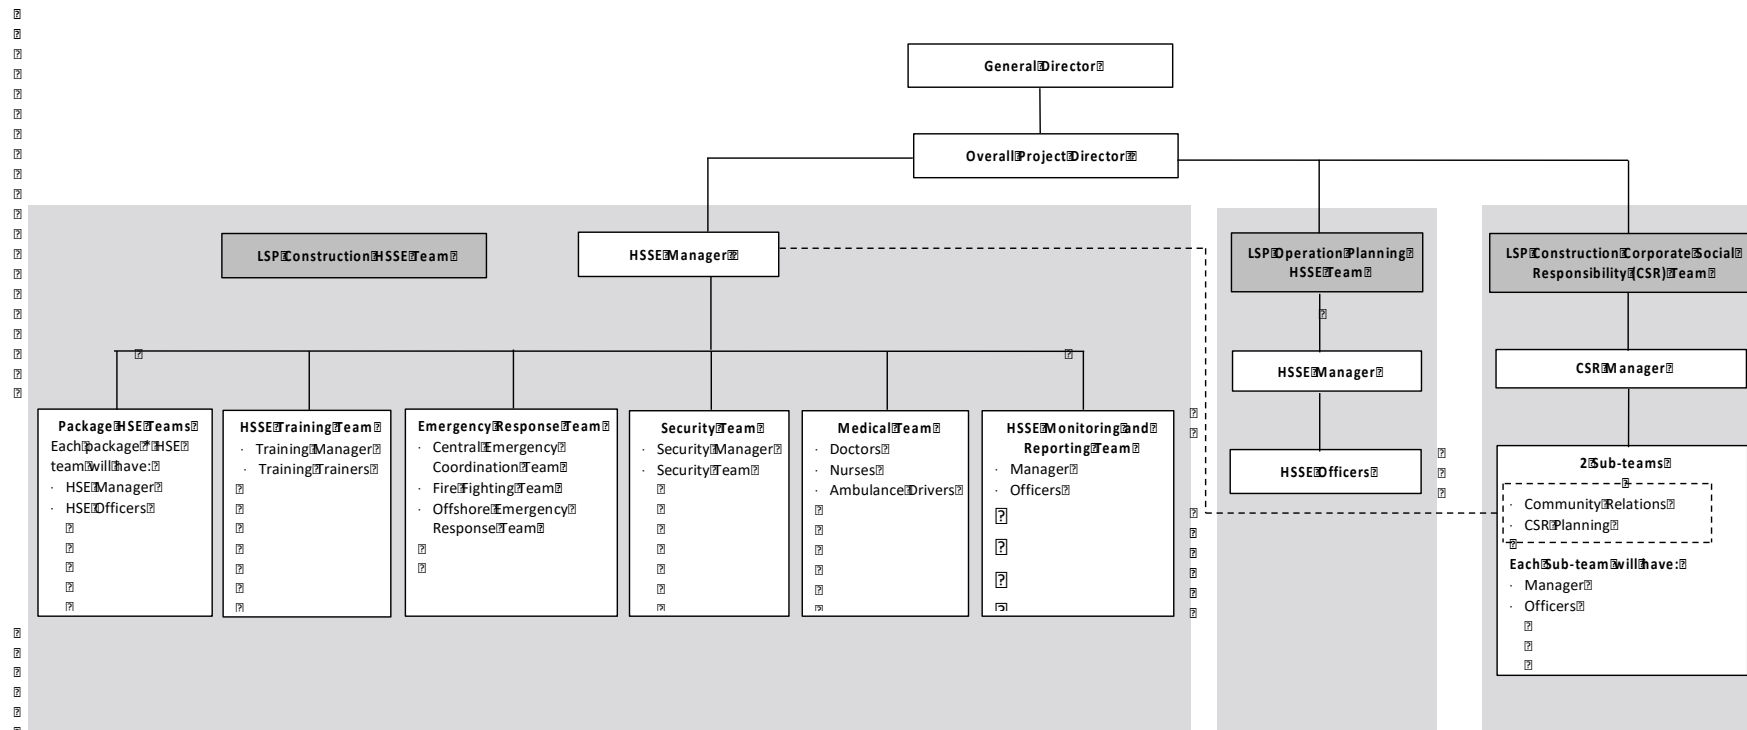 General Director
Overall Project Director
LSP Construction HSSE Team
HSSE Manager
LSP Operation Planning
HSSE Team
LSP Construction Corporate Social
Responsibility (CSR) Team
HSSE Manager
CSR Manager
Package HSE Teams
Each package * HSE
team will have:
· HSE Manager
· HSE Officers
HSSE Training Team
· Training Manager
· Training Trainers
Emergency Response Team
· Central Emergency
Coordination Team
· Fire Fighting Team
· Offshore Emergency
Response Team
Security Team
· Security Manager
· Security Team
Medical Team
· Doctors
· Nurses
· Ambulance Drivers
HSSE Monitoring and
Reporting Team
· Manager
· Officers
HSSE Officers
2 Sub-teams
· Community Relations
· CSR Planning
Each Sub-team will have:
· Manager
· Officers